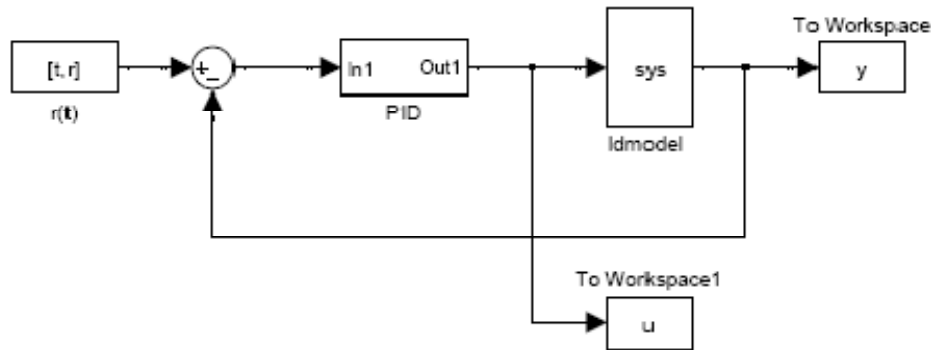 To Workspace
[t, r]
+
_
In1
Out1
sys
y
r(t)
PID
Idmodel
To Workspace1
u